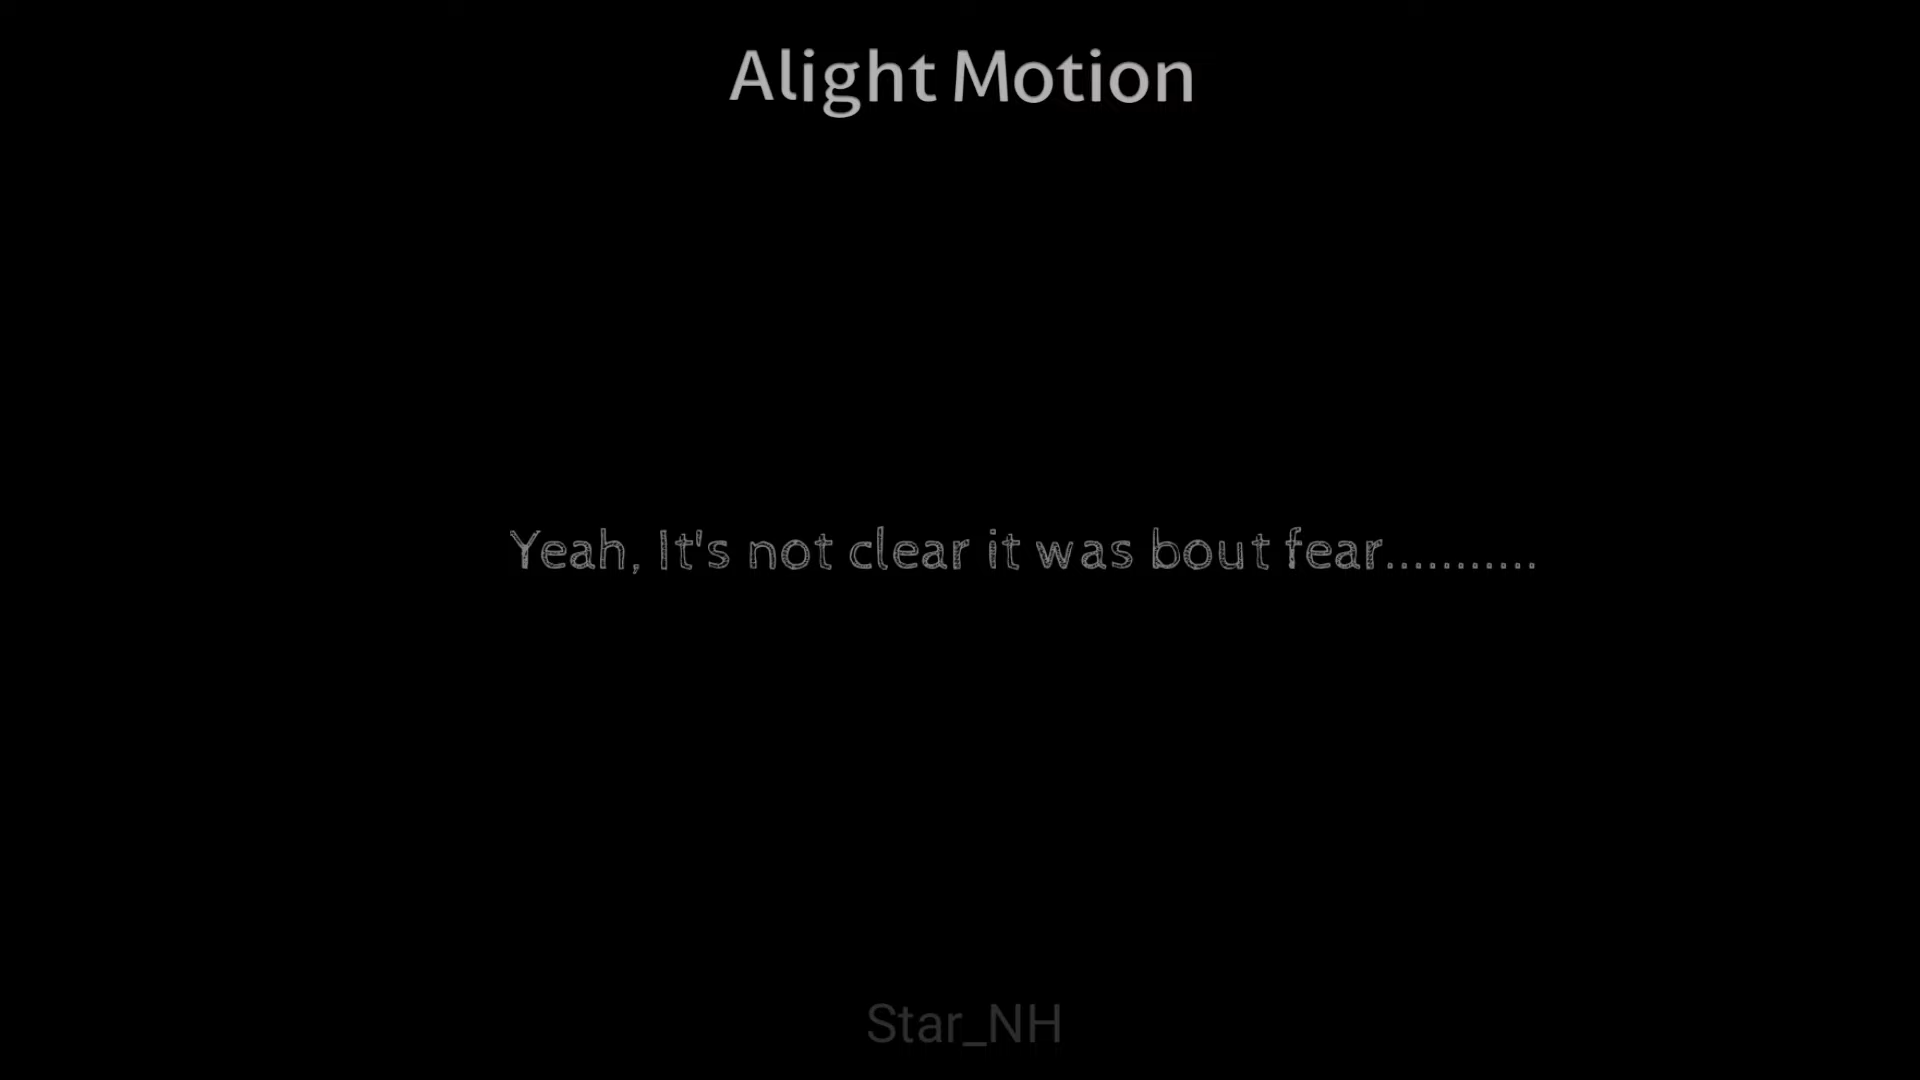 Alight Motion
Yeah, It's not clear it was bout fear...........
Star_NH